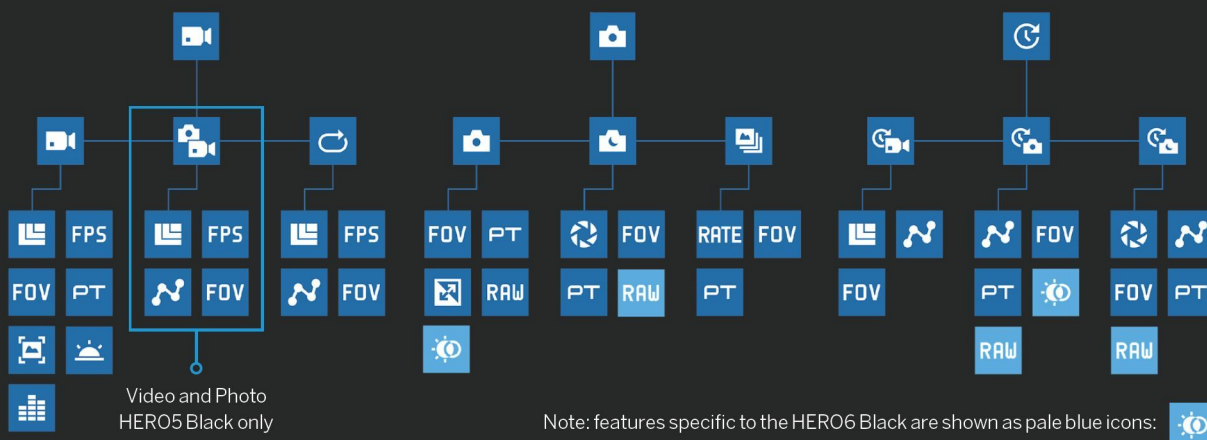 FPS FPS FPS FOV PT FOV RATE FOV FOV
FOV PT FOV FOV RAW PT RAW PT FOV PT FOV PT
RAW RAW
Video and Photo
HERO5 Black only
Note: features specific to the HERO6 Black are shown as pale blue icons: